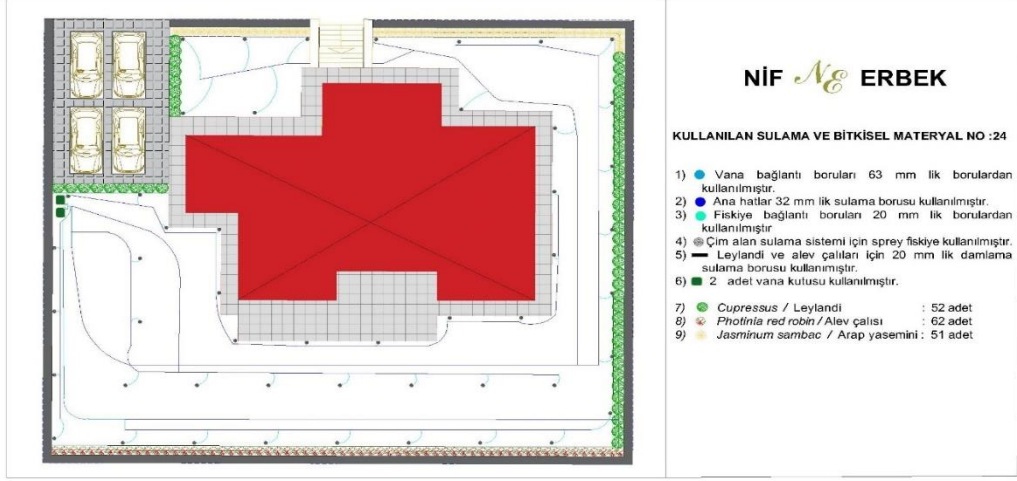 NİF NE ERBEK
KULLANILAN SULAMA VE BİTKİSEL MATERYAL NO :24
1) Vana bağlantı boruları 63 mm lik borulardan
kullanılmıştır.
2) Ana hatlar 32 mm lik sulama borusu kullanılmıştır.
3) Fiskiye bağlantı boruları 20 mm lik borulardan
kullanılmıştır
4) Çim alan sulama sistemi için sprey fiskiye kullanılmıştır.
5) Leylandi ve alev çalıları için 20 mm lik damlama
sulama borusu kullanımıştır.
6) 2 adet vana kutusu kullanılmıştır.
7) Cupressus / Leylandi : 52 adet
8) Photinia red robin / Alev çalısı : 62 adet
9) Jasminum sambac / Arap yasemini : 51 adet